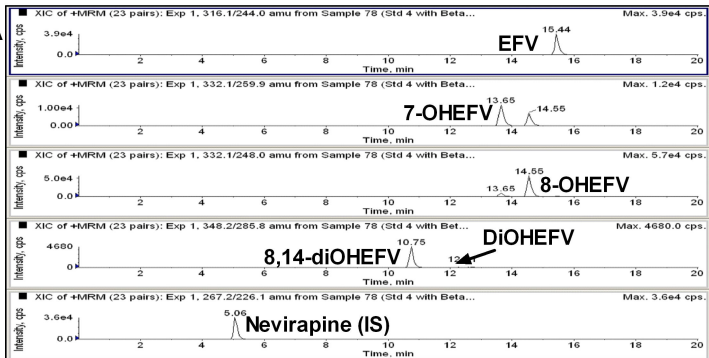 A
XIC of +MRM (23 pairs): Exp 1, 316.1/244.0 amu from Sample 78 (Std 4 with Beta... Max. 3.9e4 cps.
Intensity, cps
3.9e4
0.0
EFV
15.44
2 4 6 8 10 12 14 16 18 20
Time, min
XIC of +MRM (23 pairs): Exp 1, 332.1/259.9 amu from Sample 78 (Std 4 with Beta... Max. 1.2e4 cps.
Intensity, cps
1.00e4
0.00
7-OHEFV
13.65
14.55
2 4 6 8 10 12 14 16 18 20
Time, min
XIC of +MRM (23 pairs): Exp 1, 332.1/248.0 amu from Sample 78 (Std 4 with Beta... Max. 5.7e4 cps.
Intensity, cps
5.0e4
0.0
13.65
14.55
8-OHEFV
2 4 6 8 10 12 14 16 18 20
Time, min
XIC of +MRM (23 pairs): Exp 1, 348.2/285.8 amu from Sample 78 (Std 4 with Bet... Max. 4680.0 cps.
Intensity, cps
4680
0
8,14-diOHEFV
10.75
DiOHEFV
2 4 6 8 10 12 14 16 18 20
Time, min
XIC of +MRM (23 pairs): Exp 1, 267.2/226.1 amu from Sample 78 (Std 4 with Beta... Max. 3.6e4 cps.
Intensity, cps
3.6e4
0.0
5.06
Nevirapine (IS)
2 4 6 8 10 12 14 16 18 20
Time, min